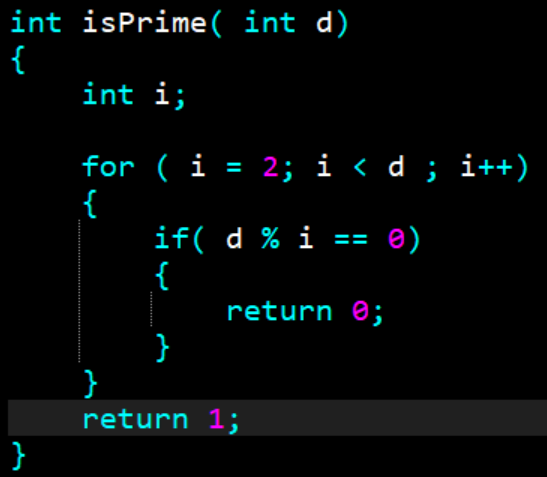 int isPrime( int d)
{
    int i;

    for ( i = 2; i < d ; i++)
    {
        if( d % i == 0)
        {
            return 0;
        }
    }
    return 1;
}